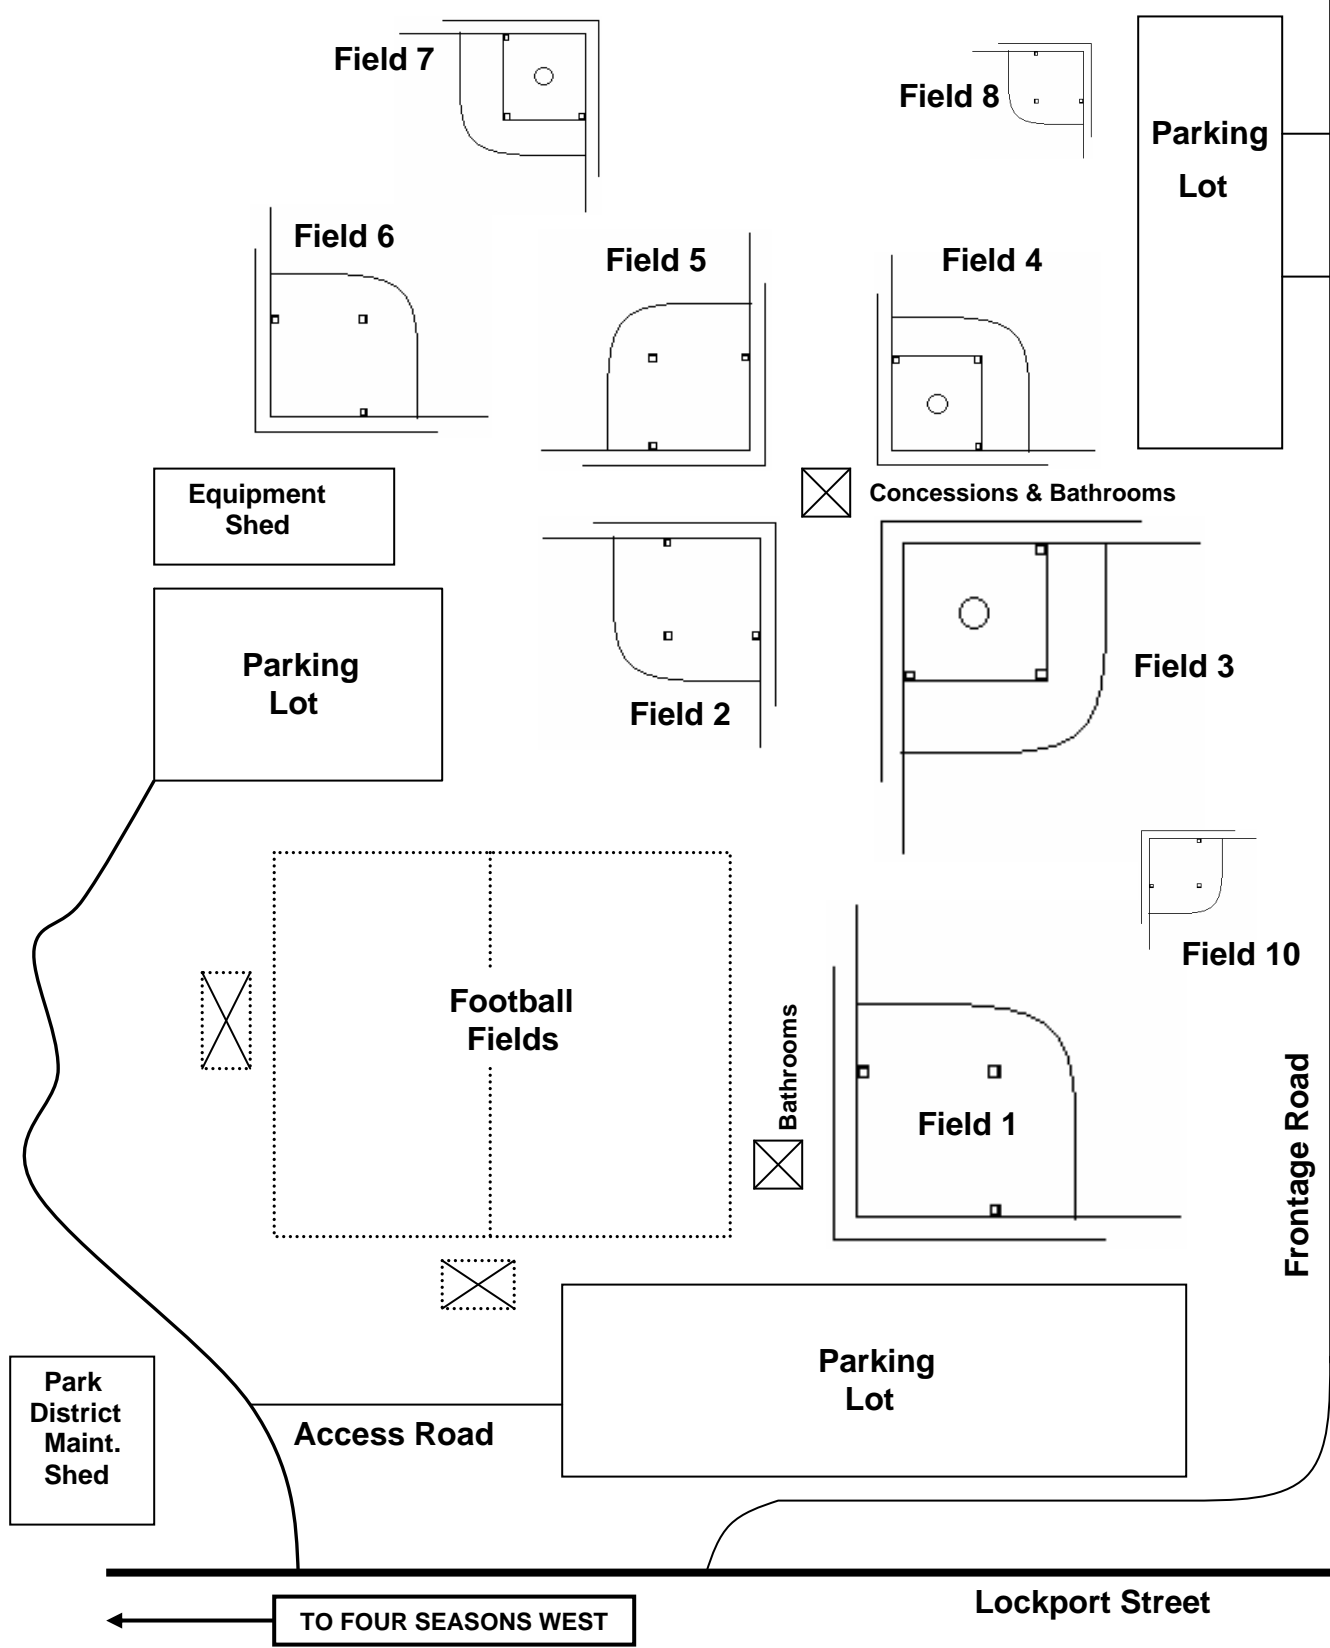 Field 7
Field 8
Parking
Lot
Field 6
Field 5
Field 4
Equipment
Shed
Concessions & Bathrooms
Parking
Lot
Field 3
Field 2
Field 10
Football
Fields
Bathrooms
Field 1
Frontage Road
Parking
Lot
Park
District
Maint.
Shed
Access Road
Lockport Street
TO FOUR SEASONS WEST